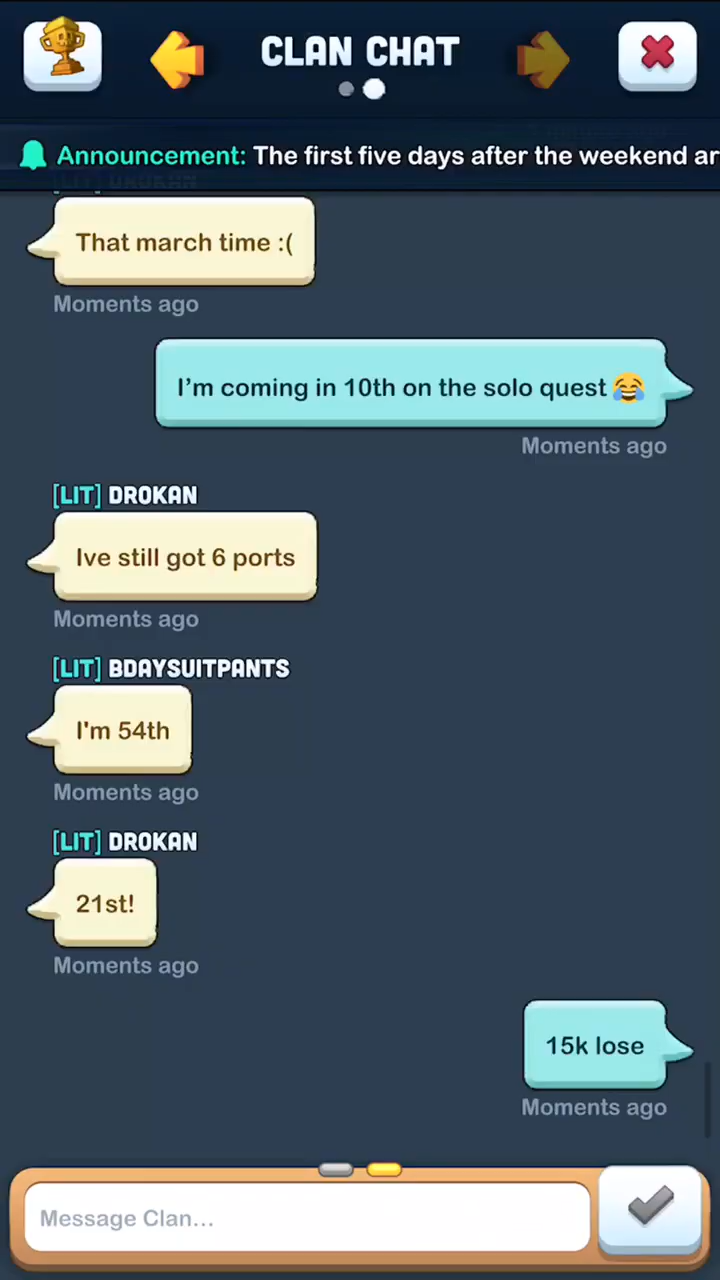 CLAN CHAT
Announcement: The first five days after the weekend ar
[LIT] DROKAN
That march time :(
Moments ago
I’m coming in 10th on the solo quest 😂
Moments ago
[LIT] DROKAN
Ive still got 6 ports
Moments ago
[LIT] BDAYSUITPANTS
I'm 54th
Moments ago
[LIT] DROKAN
21st!
Moments ago
15k lose
Moments ago
Message Clan...